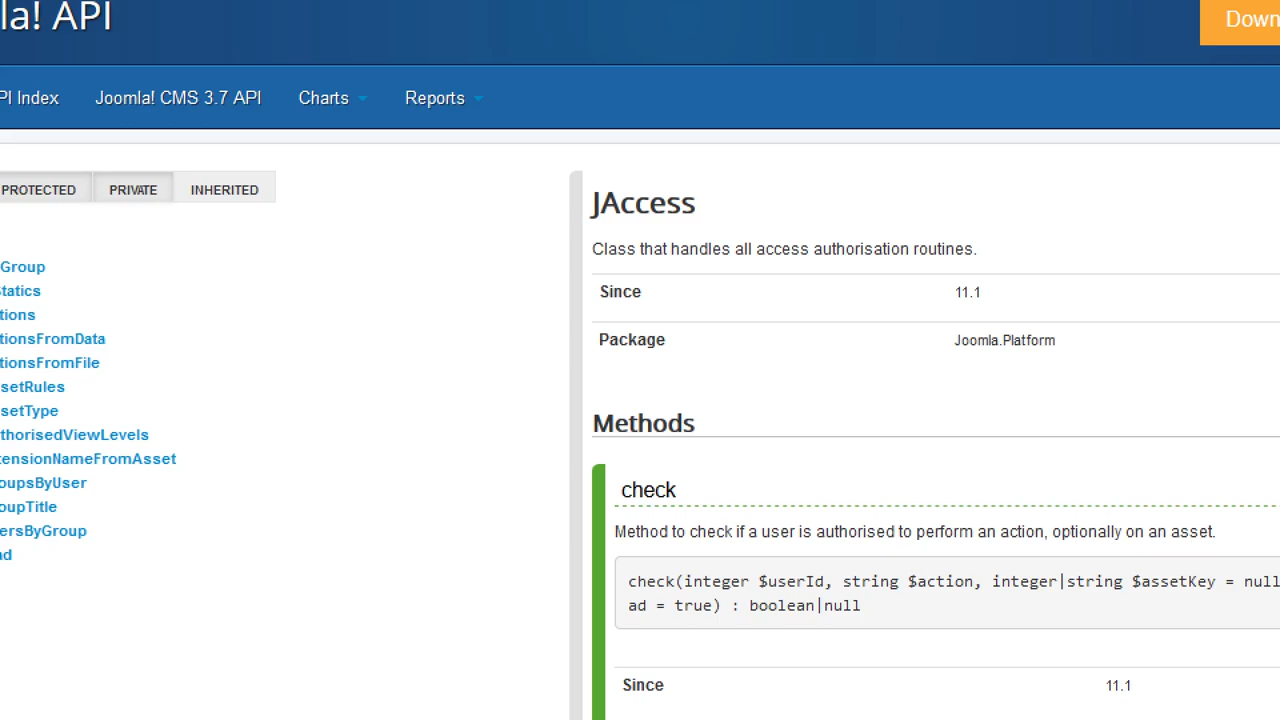 la! API
Down
PI Index
Joomla! CMS 3.7 API
Charts
Reports
PROTECTED
PRIVATE
INHERITED
Group
Statics
tions
tionsFromData
tionsFromFile
setRules
setType
thorisedViewLevels
tensionNameFromAsset
oupsByUser
oupTitle
ersByGroup
ad
JAccess
Class that handles all access authorisation routines.
Since 11.1
Package Joomla.Platform
Methods
check
Method to check if a user is authorised to perform an action, optionally on an asset.
check(integer $userId, string $action, integer|string $assetKey = null
ad = true) : boolean|null
Since 11.1